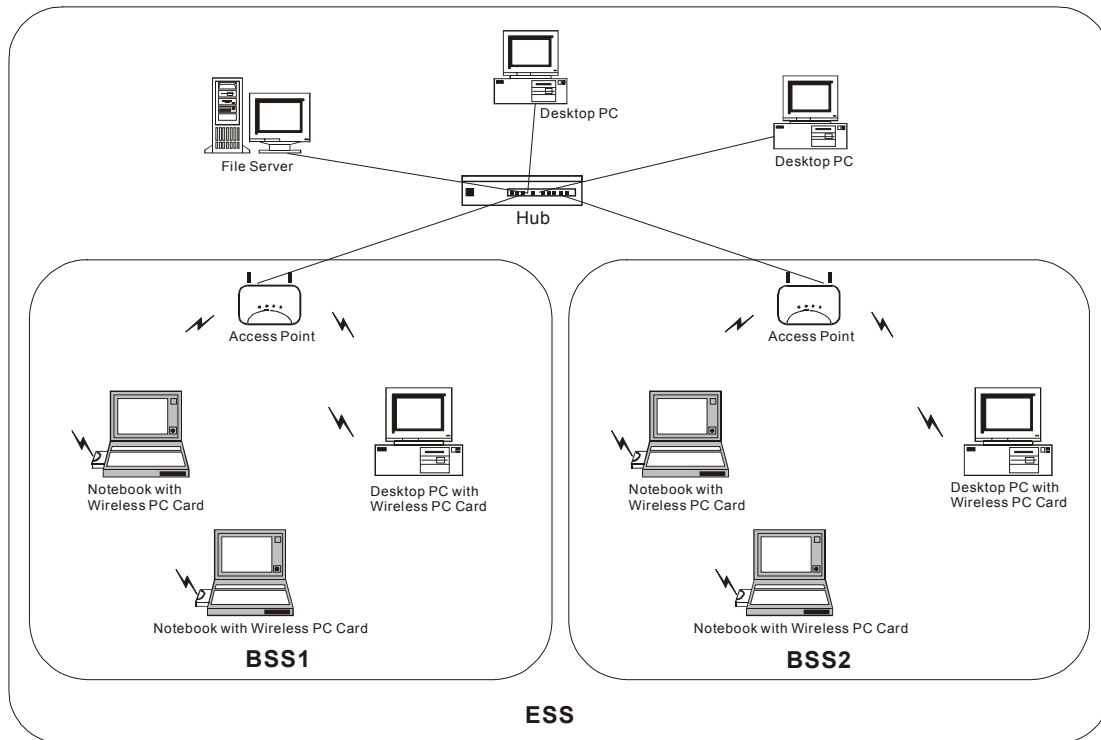 Desktop PC
File Server
Desktop PC
Hub
Access Point
Access Point
Notebook with
Wireless PC Card
Desktop PC with
Wireless PC Card
Notebook with Wireless PC Card
BSS1
Notebook with
Wireless PC Card
Desktop PC with
Wireless PC Card
Notebook with Wireless PC Card
BSS2
ESS